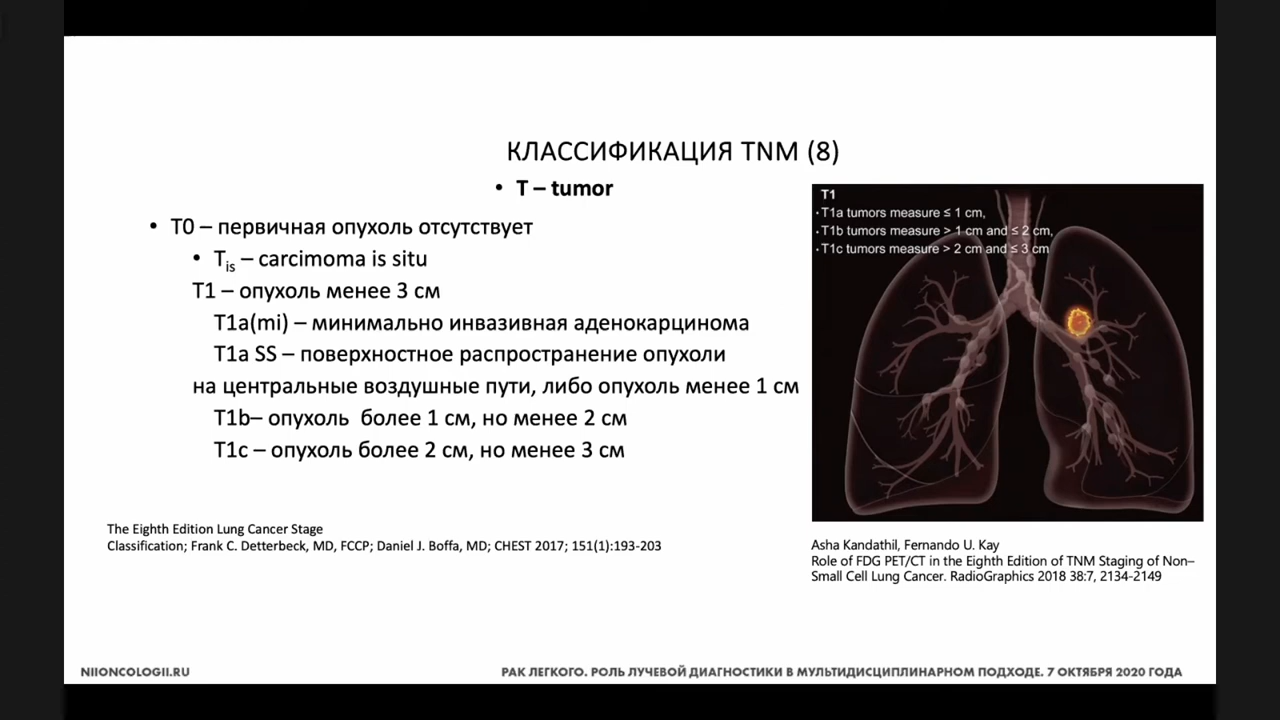 КЛАССИФИКАЦИЯ TNM (8)
• T – tumor
• T0 – первичная опухоль отсутствует
• Tis – carcimoma is situ
T1 – опухоль менее 3 см
T1a(mi) – минимально инвазивная аденокарцинома
T1a SS – поверхностное распространение опухоли
на центральные воздушные пути, либо опухоль менее 1 см
T1b– опухоль более 1 см, но менее 2 см
T1c – опухоль более 2 см, но менее 3 см
T1
·T1a tumors measure ≤ 1 cm,
·T1b tumors measure > 1 cm and ≤ 2 cm,
·T1c tumors measure > 2 cm and ≤ 3 cm
The Eighth Edition Lung Cancer Stage
Classification; Frank C. Detterbeck, MD, FCCP; Daniel J. Boffa, MD; CHEST 2017; 151(1):193-203
Asha Kandathil, Fernando U. Kay
Role of FDG PET/CT in the Eighth Edition of TNM Staging of Non–
Small Cell Lung Cancer. RadioGraphics 2018 38:7, 2134-2149
NIIONCOLOGII.RU
РАК ЛЕГКОГО. РОЛЬ ЛУЧЕВОЙ ДИАГНОСТИКИ В МУЛЬТИДИСЦИПЛИНАРНОМ ПОДХОДЕ. 7 ОКТЯБРЯ 2020 ГОДА